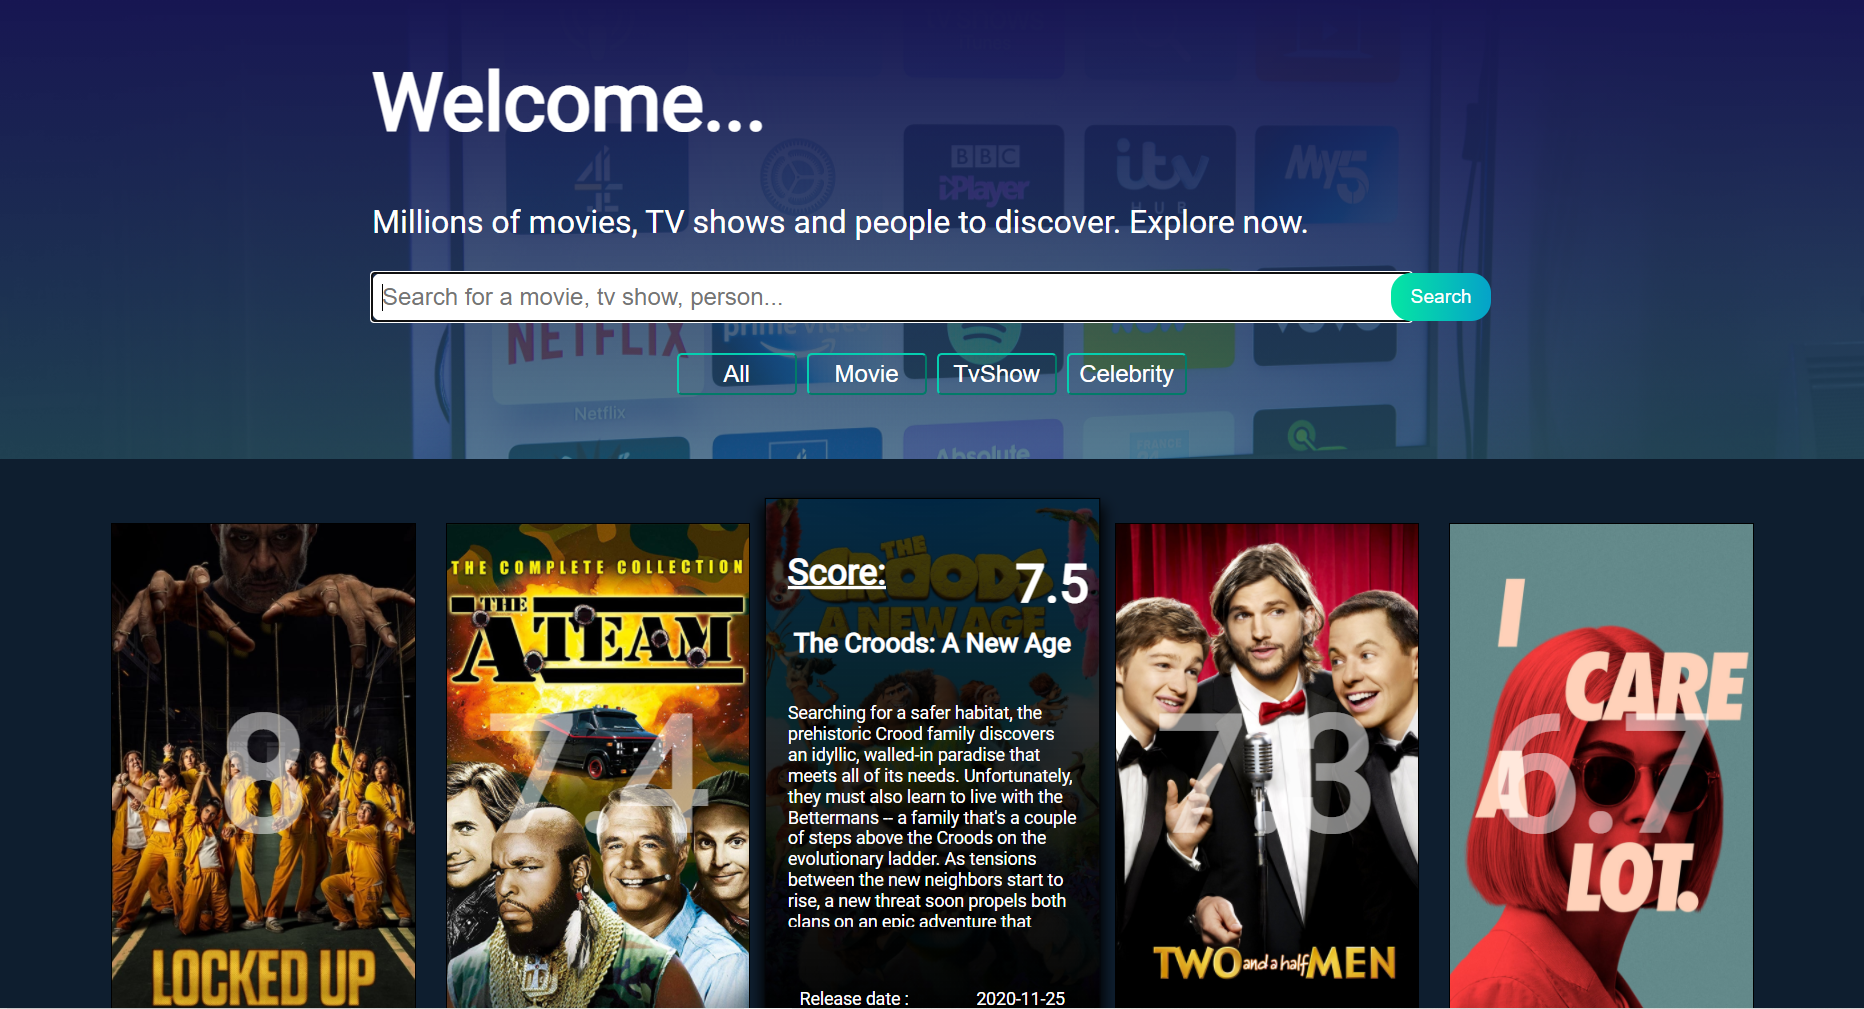 Welcome...
BBC
iPlayer
itv
HUB
My5
4
Millions of movies, TV shows and people to discover. Explore now.
Search for a movie, tv show, person...
Search
NETFLIX
prime video
All
Movie
TvShow
Celebrity
Netflix
Absolute
FRANCE
8
LOCKED UP
THE COMPLETE COLLECTION
THE
A TEAM
7.4
THE
CROODS
A NEW AGE
Score:
7.5
The Croods: A New Age
Searching for a safer habitat, the
prehistoric Crood family discovers
an idyllic, walled-in paradise that
meets all of its needs. Unfortunately,
they must also learn to live with the
Bettermans -- a family that's a couple
of steps above the Croods on the
evolutionary ladder. As tensions
between the new neighbors start to
rise, a new threat soon propels both
clans on an epic adventure that
Release date :
2020-11-25
7.3
TWO and a half MEN
I
CARE
A
LOT.
6.7